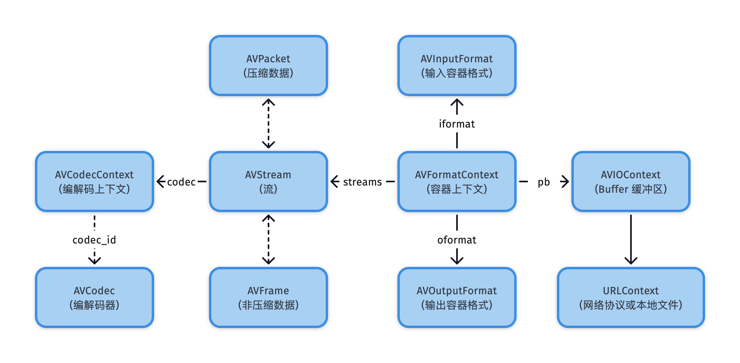 AVPacket
(压缩数据)
AVInputFormat
(输入容器格式)
iformat
AVCodecContext
(编解码上下文)
codec
AVStream
(流)
streams
AVFormatContext
(容器上下文)
pb
AVIOContext
(Buffer 缓冲区)
codec_id
oformat
AVCodec
(编解码器)
AVFrame
(非压缩数据)
AVOutputFormat
(输出容器格式)
URLContext
(网络协议或本地文件)